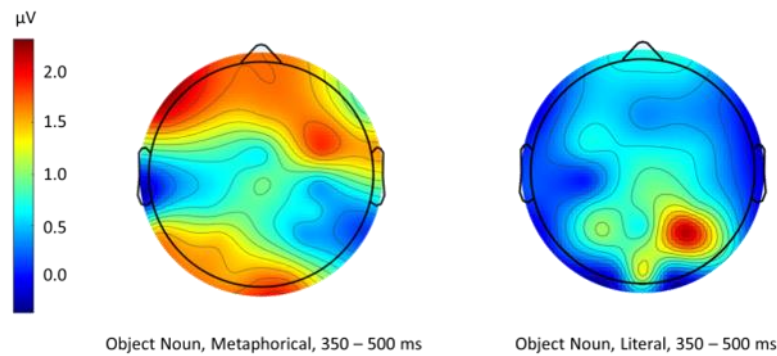 µV
2.0
1.5
1.0
0.5
0.0
Object Noun, Metaphorical, 350 – 500 ms
Object Noun, Literal, 350 – 500 ms